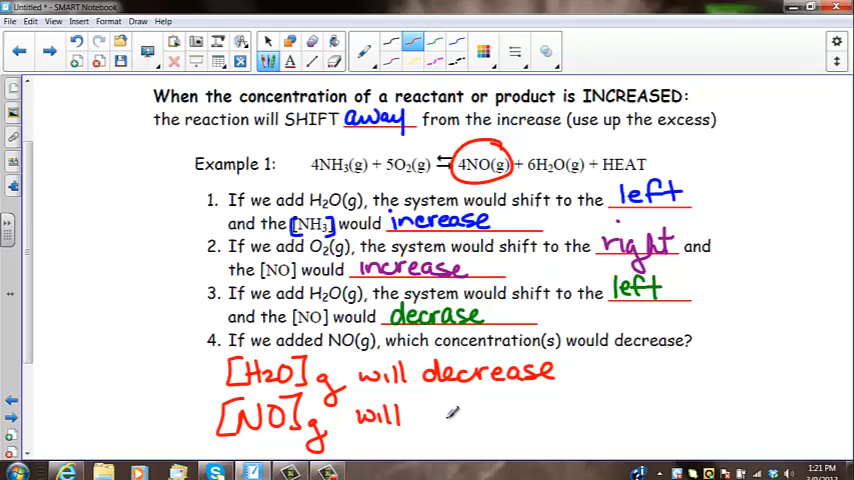 Untitled * - SMART Notebook
File Edit View Insert Format Draw Help
When the concentration of a reactant or product is INCREASED:
the reaction will SHIFT away from the increase (use up the excess)
Example 1: 4NH₃(g) + 5O₂(g) ⇆ 4NO(g) + 6H₂O(g) + HEAT
1. If we add H₂O(g), the system would shift to the left
and the [NH₃] would increase
2. If we add O₂(g), the system would shift to the right and
the [NO] would increase
3. If we add H₂O(g), the system would shift to the left
and the [NO] would decrase
4. If we added NO(g), which concentration(s) would decrease?
[H2O]g will decrease
[NO]g will
1:21 PM